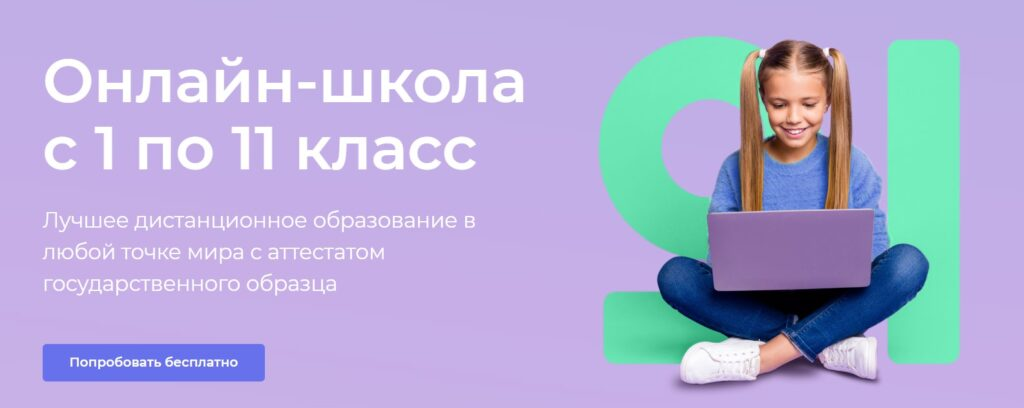 Онлайн-школа
с 1 по 11 класс
Лучшее дистанционное образование в
любой точке мира с аттестатом
государственного образца
Попробовать бесплатно